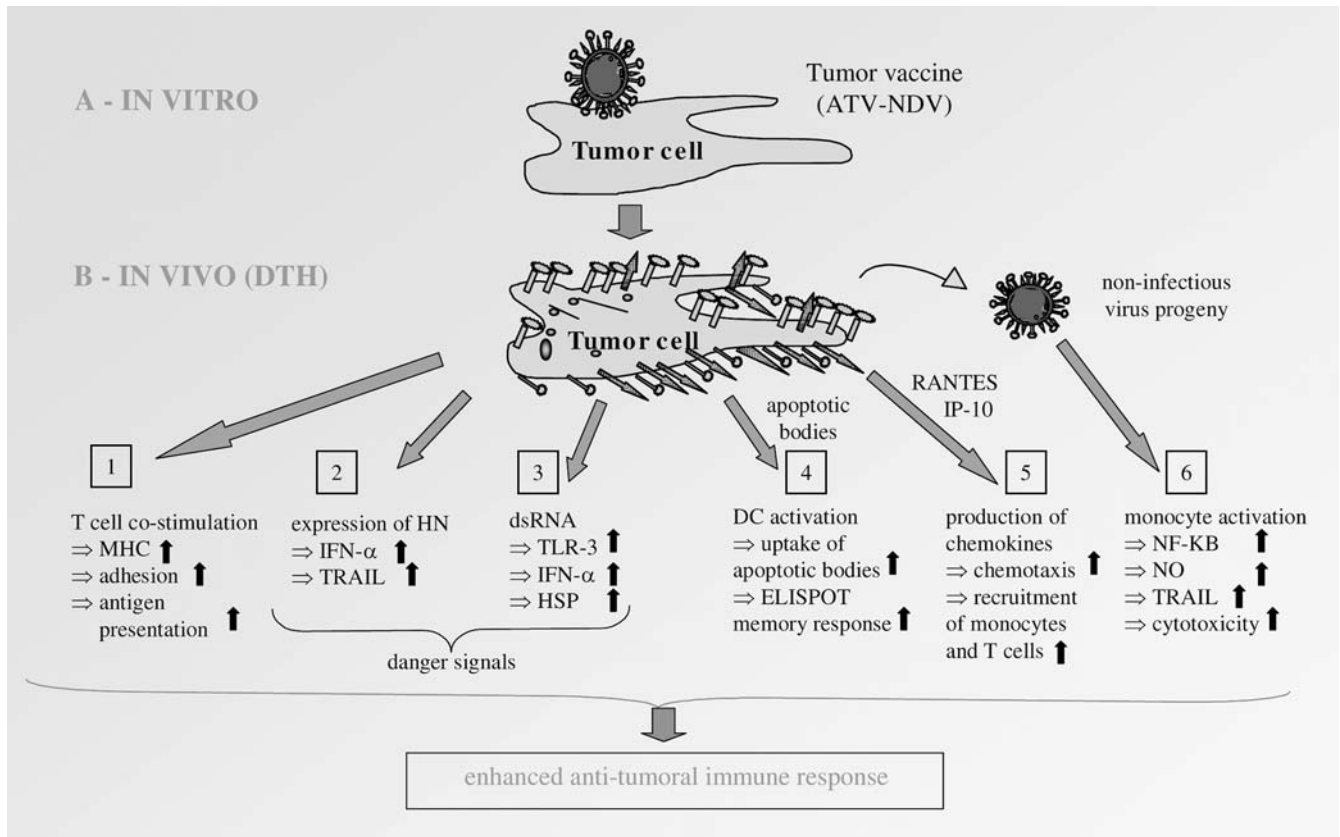 A - IN VITRO
Tumor vaccine
(ATV-NDV)
Tumor cell
B - IN VIVO (DTH)
Tumor cell
non-infectious
virus progeny
RANTES
IP-10
apoptotic
bodies
1
T cell co-stimulation
⇒ MHC
⇒ adhesion
⇒ antigen
presentation
2
expression of HN
⇒ IFN-α
⇒ TRAIL
3
dsRNA
⇒ TLR-3
⇒ IFN-α
⇒ HSP
danger signals
4
DC activation
⇒ uptake of
apoptotic bodies
⇒ ELISPOT
memory response
5
production of
chemokines
⇒ chemotaxis
⇒ recruitment
of monocytes
and T cells
6
monocyte activation
⇒ NF-KB
⇒ NO
⇒ TRAIL
⇒ cytotoxicity
enhanced anti-tumoral immune response